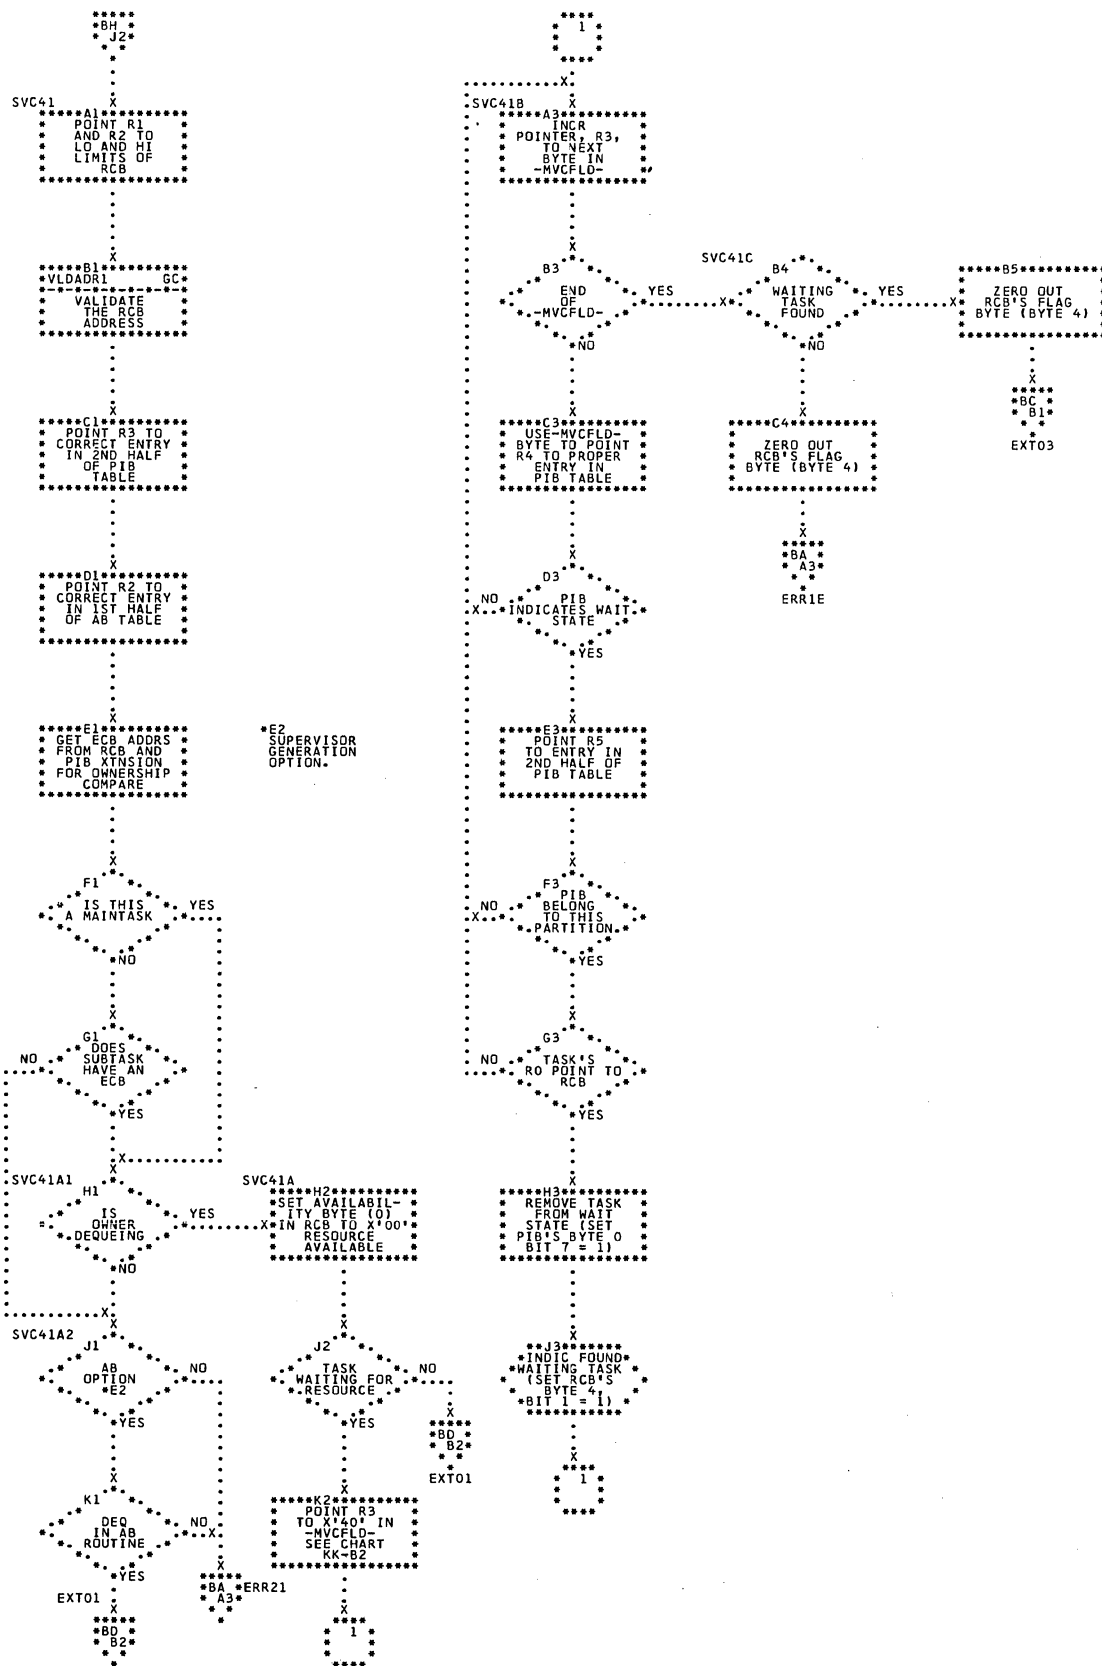 BH
J2
SVC41
A1
POINT R1
AND R2 TO
LO AND HI
LIMITS OF
RCB
B1
VLDADR1 GC
VALIDATE
THE RCB
ADDRESS
C1
POINT R3 TO
CORRECT ENTRY
IN 2ND HALF
OF PIB
TABLE
D1
POINT R2 TO
CORRECT ENTRY
IN 1ST HALF
OF AB TABLE
E1
GET ECB ADDRS
FROM RCB AND
PIB XTNSION
FOR OWNERSHIP
COMPARE
*E2
SUPERVISOR
GENERATION
OPTION.
F1
IS THIS
A MAINTASK
YES
NO
G1
DOES
SUBTASK
HAVE AN
ECB
NO
YES
SVC41A1
H1
IS
OWNER
DEQUEING
YES
NO
SVC41A
H2
SET AVAILABIL-
ITY BYTE (0)
IN RCB TO X'00'
RESOURCE
AVAILABLE
SVC41A2
J1
AB
OPTION
*E2
NO
YES
J2
TASK
WAITING FOR
RESOURCE
NO
YES
BD
B2
EXT01
K1
DEQ
IN AB
ROUTINE
NO
YES
EXT01
BD
B2
BA
A3
ERR21
K2
POINT R3
TO X'40' IN
-MVCFLD-
SEE CHART
KK-B2
1
1
SVC41B
A3
INCR
POINTER, R3,
TO NEXT
BYTE IN
-MVCFLD-
B3
END
OF
-MVCFLD-
YES
NO
SVC41C
B4
WAITING
TASK
FOUND
YES
NO
B5
ZERO OUT
RCB'S FLAG
BYTE (BYTE 4)
BC
B1
EXT03
C3
USE-MVCFLD-
BYTE TO POINT
R4 TO PROPER
ENTRY IN
PIB TABLE
C4
ZERO OUT
RCB'S FLAG
BYTE (BYTE 4)
BA
A3
ERR1E
D3
PIB
INDICATES WAIT
STATE
NO
YES
E3
POINT R5
TO ENTRY IN
2ND HALF OF
PIB TABLE
F3
PIB
BELONG
TO THIS
PARTITION
NO
YES
G3
TASK'S
R0 POINT TO
RCB
NO
YES
H3
REMOVE TASK
FROM WAIT
STATE (SET
PIB'S BYTE 0
BIT 7 = 1)
J3
INDIC FOUND
WAITING TASK
(SET RCB'S
BYTE 4,
BIT 1 = 1)
1